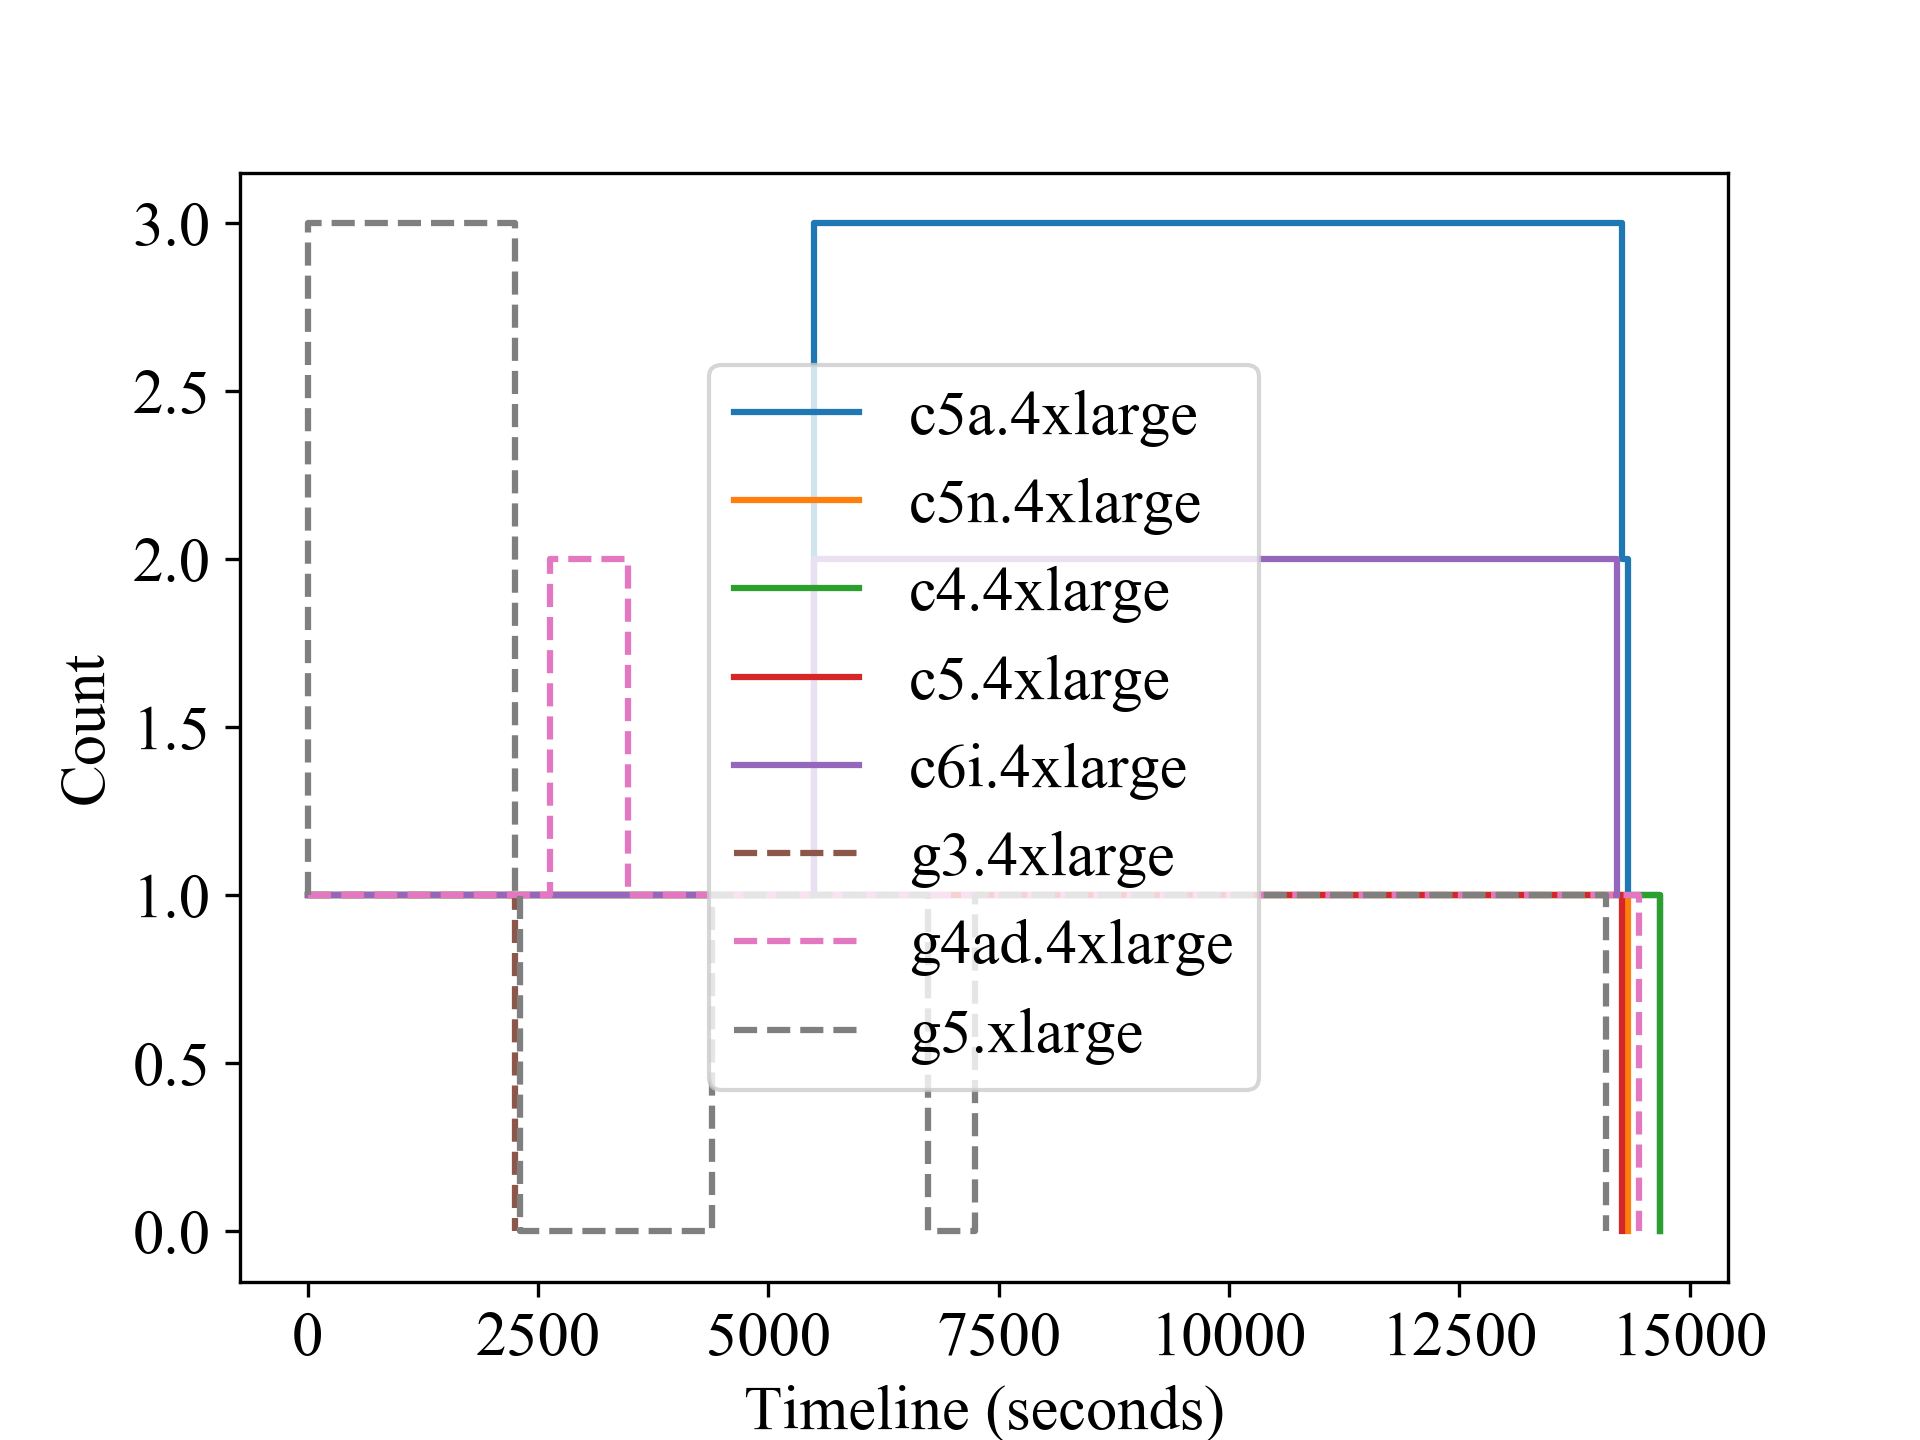 3.0
2.5
2.0
1.5
1.0
0.5
0.0
Count
c5a.4xlarge
c5n.4xlarge
c4.4xlarge
c5.4xlarge
c6i.4xlarge
g3.4xlarge
g4ad.4xlarge
g5.xlarge
0 2500 5000 7500 10000 12500 15000
Timeline (seconds)